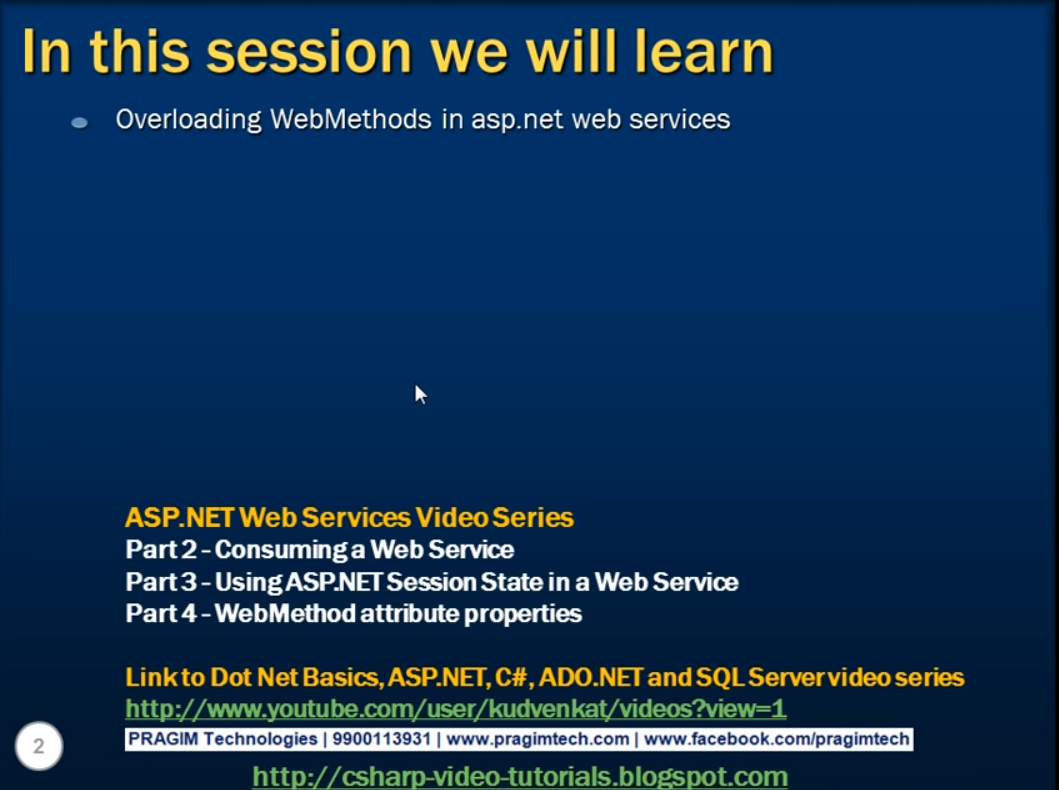 In this session we will learn
Overloading WebMethods in asp.net web services
ASP.NET Web Services Video Series
Part 2 - Consuming a Web Service
Part 3 - Using ASP.NET Session State in a Web Service
Part 4 - WebMethod attribute properties
Link to Dot Net Basics, ASP.NET, C#, ADO.NET and SQL Server video series
http://www.youtube.com/user/kudvenkat/videos?view=1
2
PRAGIM Technologies | 9900113931 | www.pragimtech.com | www.facebook.com/pragimtech
http://csharp-video-tutorials.blogspot.com